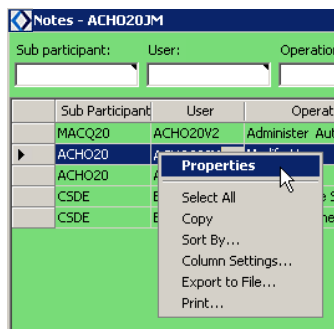 Notes - ACHO20JM
Sub participant: User: Operation
Sub Participant User Operat
MACQ20 ACHO20V2 Administer Aut
ACHO20
ACHO20
CSDE
CSDE
Properties
Select All
Copy
Sort By...
Column Settings...
Export to File...
Print...